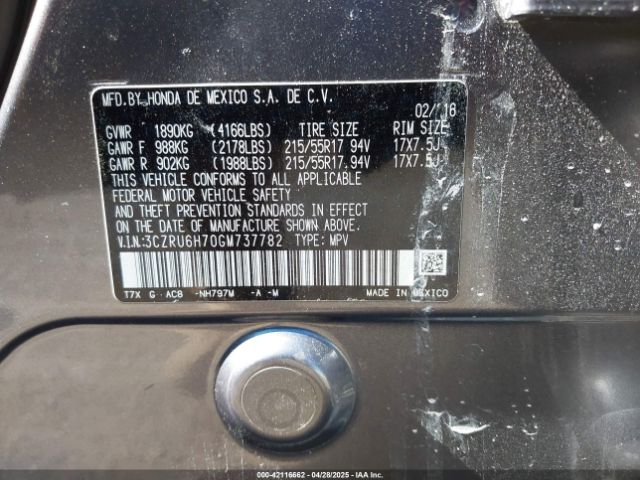 MFD. BY HONDA DE MEXICO S.A. DE C.V.
02/'16
GVWR 1890KG (4166LBS) TIRE SIZE RIM SIZE
GAWR F 988KG (2178LBS) 215/55R17 94V 17X7.5J
GAWR R 902KG (1988LBS) 215/55R17 94V 17X7.5J
THIS VEHICLE CONFORMS TO ALL APPLICABLE
FEDERAL MOTOR VEHICLE SAFETY
AND THEFT PREVENTION STANDARDS IN EFFECT
ON THE DATE OF MANUFACTURE SHOWN ABOVE.
V.I.N:3CZRU6H70GM737782 TYPE: MPV
T7X G AC8 -NH797M -A -M MADE IN MEXICO
000-42116662 04/28/2025 IAAI INC.